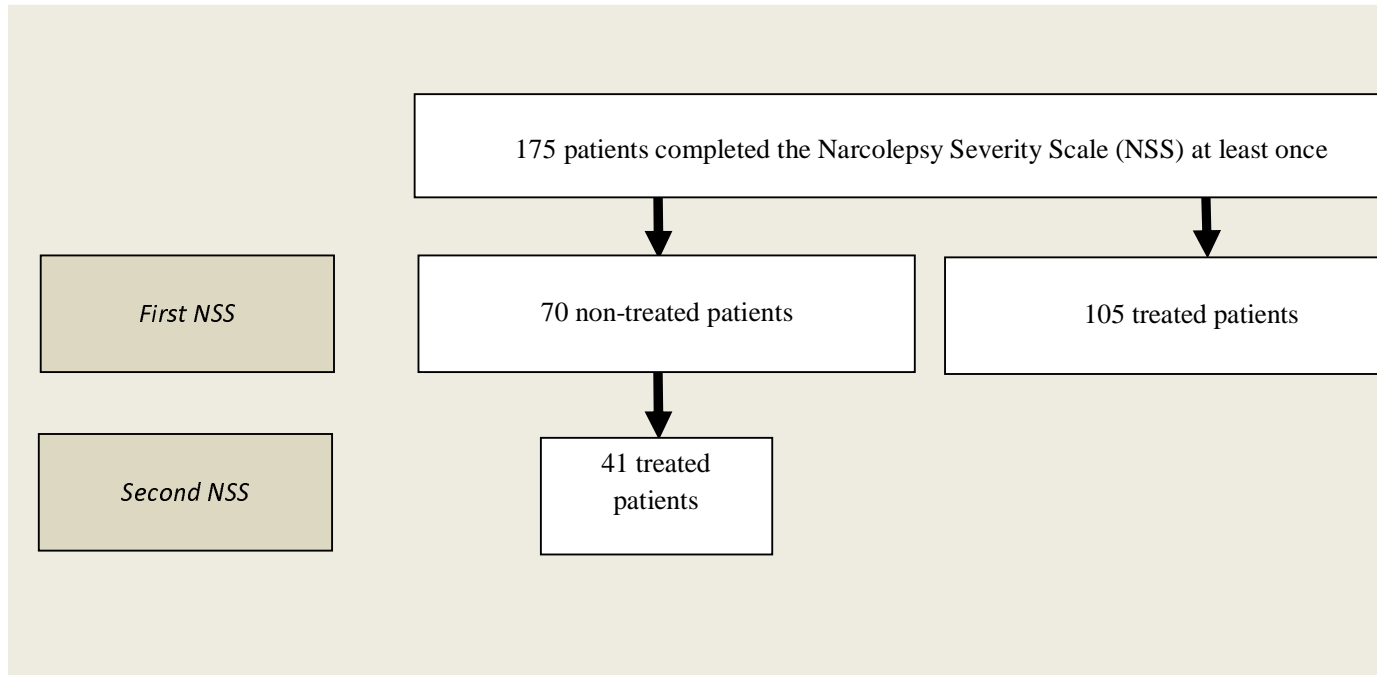 175 patients completed the Narcolepsy Severity Scale (NSS) at least once
First NSS
70 non-treated patients
105 treated patients
Second NSS
41 treated
patients